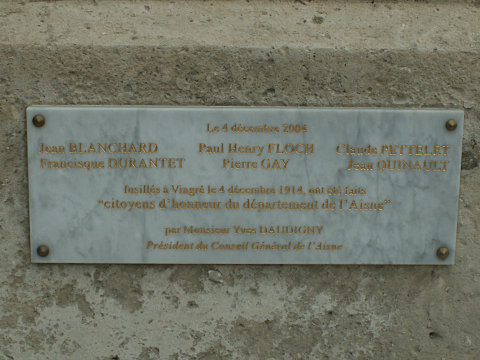 Le 4 décembre 2004
Jean BLANCHARD Paul Henry FLOCH Claude PETTELET
Francisque DURANTET Pierre GAY Jean QUINAULT
fusillés à Vingré le 4 décembre 1914, ont été faits
"citoyens d'honneur du département de l'Aisne"
par Monsieur Yves DAUDIGNY
Président du Conseil Général de l'Aisne